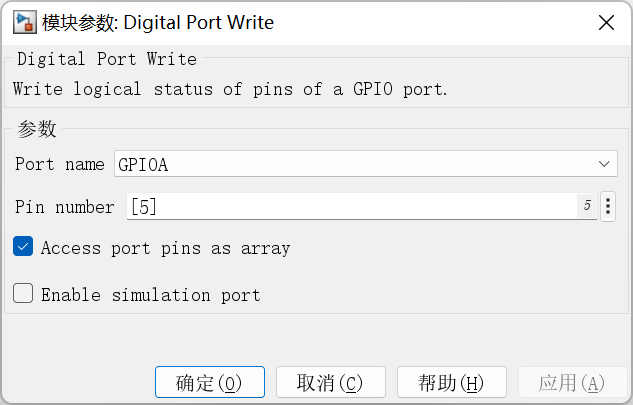 模块参数: Digital Port Write
Digital Port Write
Write logical status of pins of a GPIO port.
参数
Port name GPIOA
Pin number [5] 5
Access port pins as array
Enable simulation port
确定(O) 取消(C) 帮助(H) 应用(A)